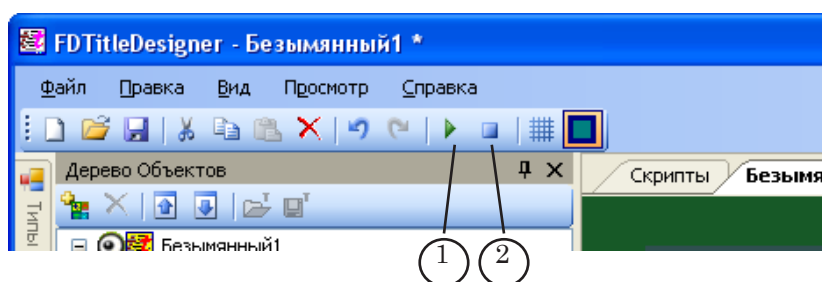 FDTitleDesigner - Безымянный1 *
Файл Правка Вид Просмотр Справка
Дерево Объектов
Скрипты Безымя
Типы
Безымянный1
1 2